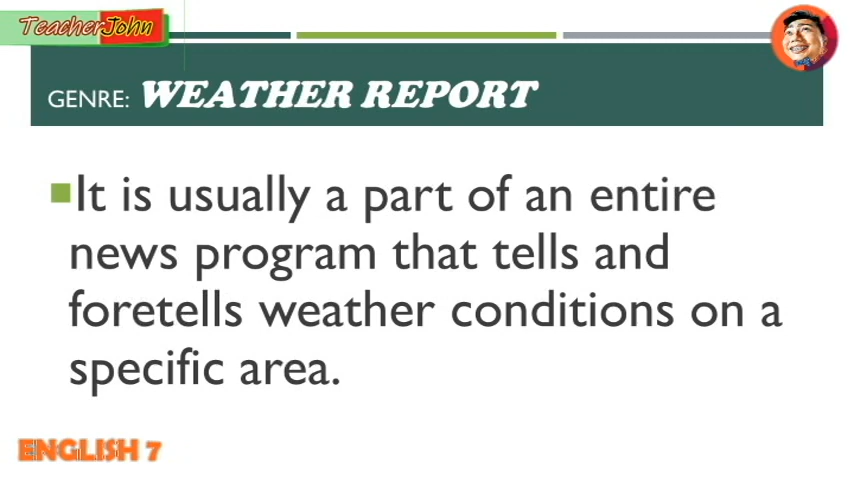 TeacherJohn
GENRE: WEATHER REPORT
It is usually a part of an entire
news program that tells and
foretells weather conditions on a
specific area.
ENGLISH 7